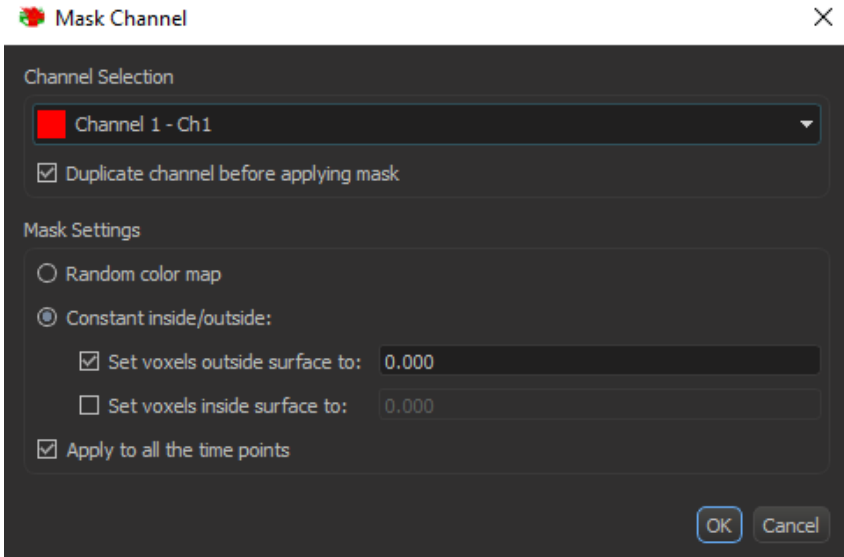 Mask Channel
Channel Selection
Channel 1 - Ch1
Duplicate channel before applying mask
Mask Settings
Random color map
Constant inside/outside:
Set voxels outside surface to: 0.000
Set voxels inside surface to: 0.000
Apply to all the time points
OK Cancel